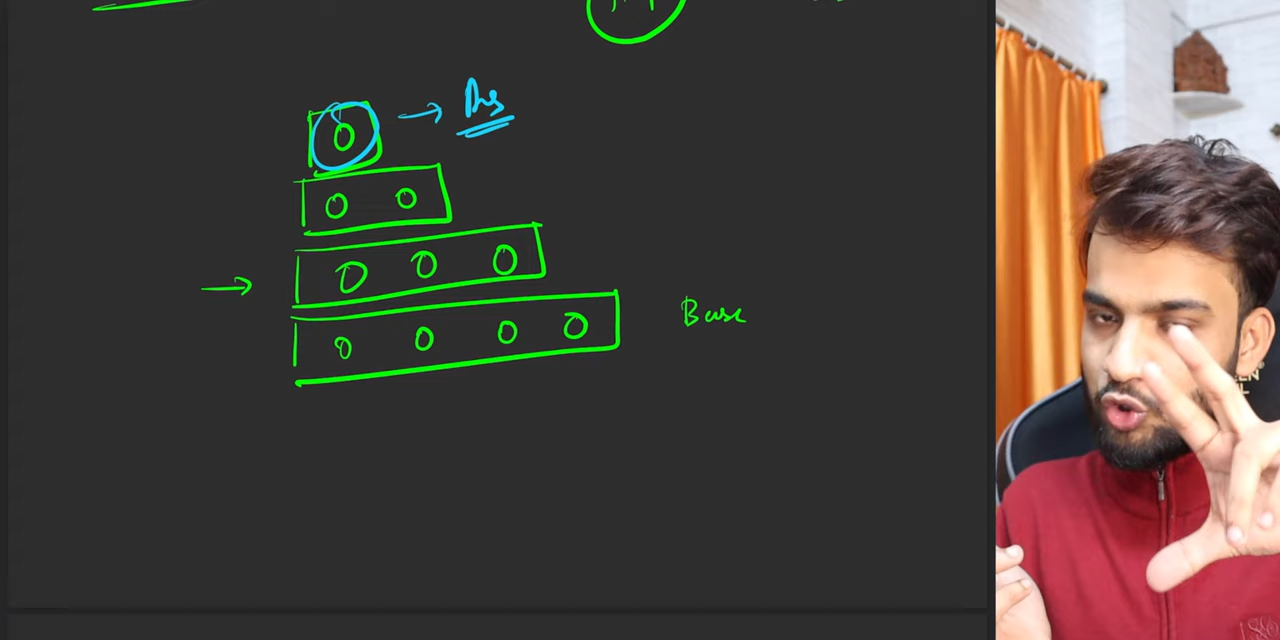 0 → Ans
0 0
0 0 0
→
0 0 0 0
Base